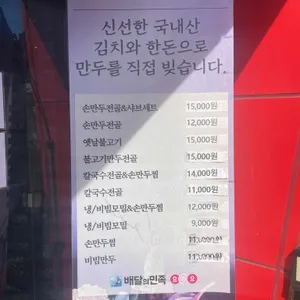 신선한 국내산
김치와 한돈으로
만두를 직접 빚습니다.
손만두전골&샤브세트 15,000원
손만두전골 12,000원
옛날불고기 15,000원
불고기만두전골 15,000원
칼국수전골&손만두찜 14,000원
칼국수전골 11,000원
냉/비빔모밀&손만두찜 12,000원
냉/비빔모밀 9,000원
손만두찜
비빔만두
배달의민족